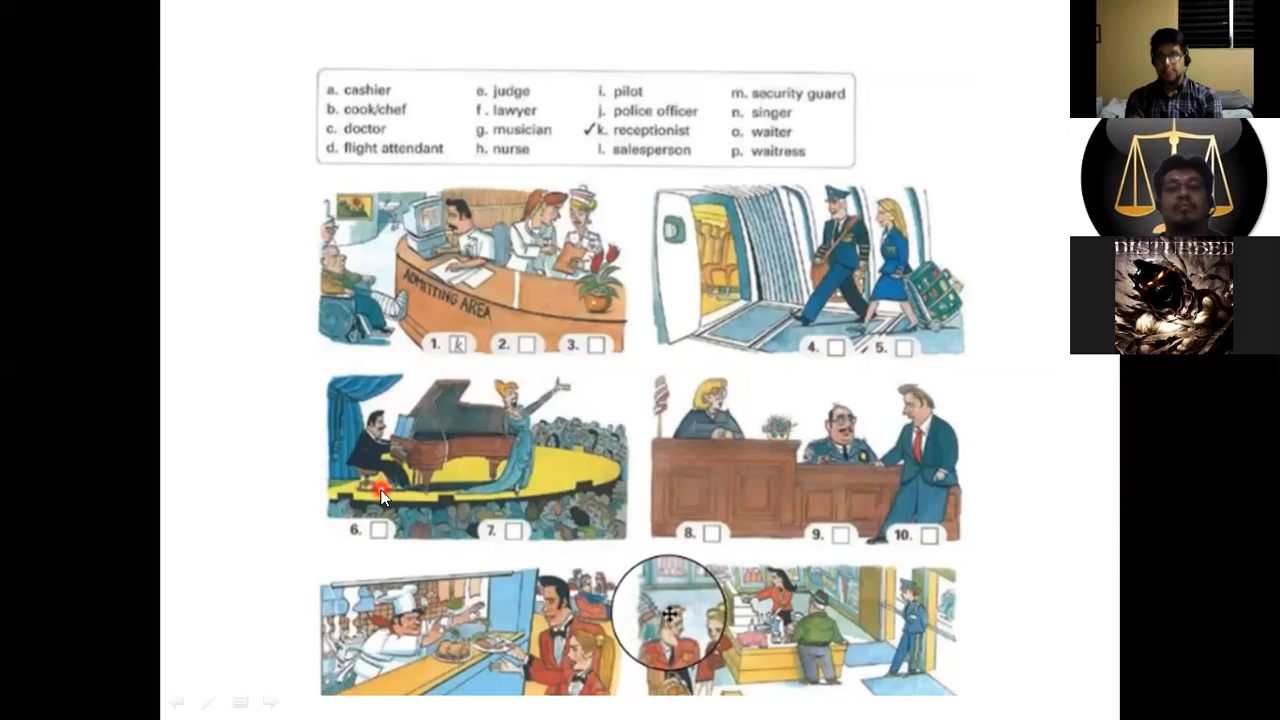 a. cashier
b. cook/chef
c. doctor
d. flight attendant
e. judge
f. lawyer
g. musician
h. nurse
i. pilot
j. police officer
✓k. receptionist
l. salesperson
m. security guard
n. singer
o. waiter
p. waitress
ADMITTING AREA
1. k 2. 3.
4. 5.
6. 7.
8. 9. 10.
DISTURBED